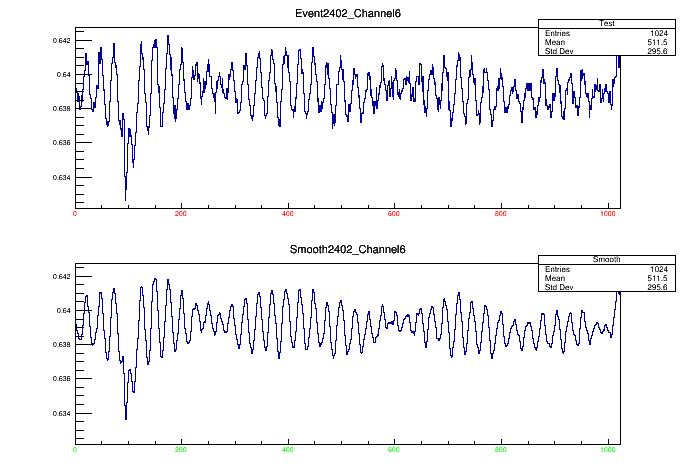 Event2402_Channel6
Test
Entries 1024
Mean 511.5
Std Dev 295.6
0.642
0.64
0.638
0.636
0.634
0 200 400 600 800 1000
Smooth2402_Channel6
Smooth
Entries 1024
Mean 511.5
Std Dev 295.6
0.642
0.64
0.638
0.636
0.634
0 200 400 600 800 1000